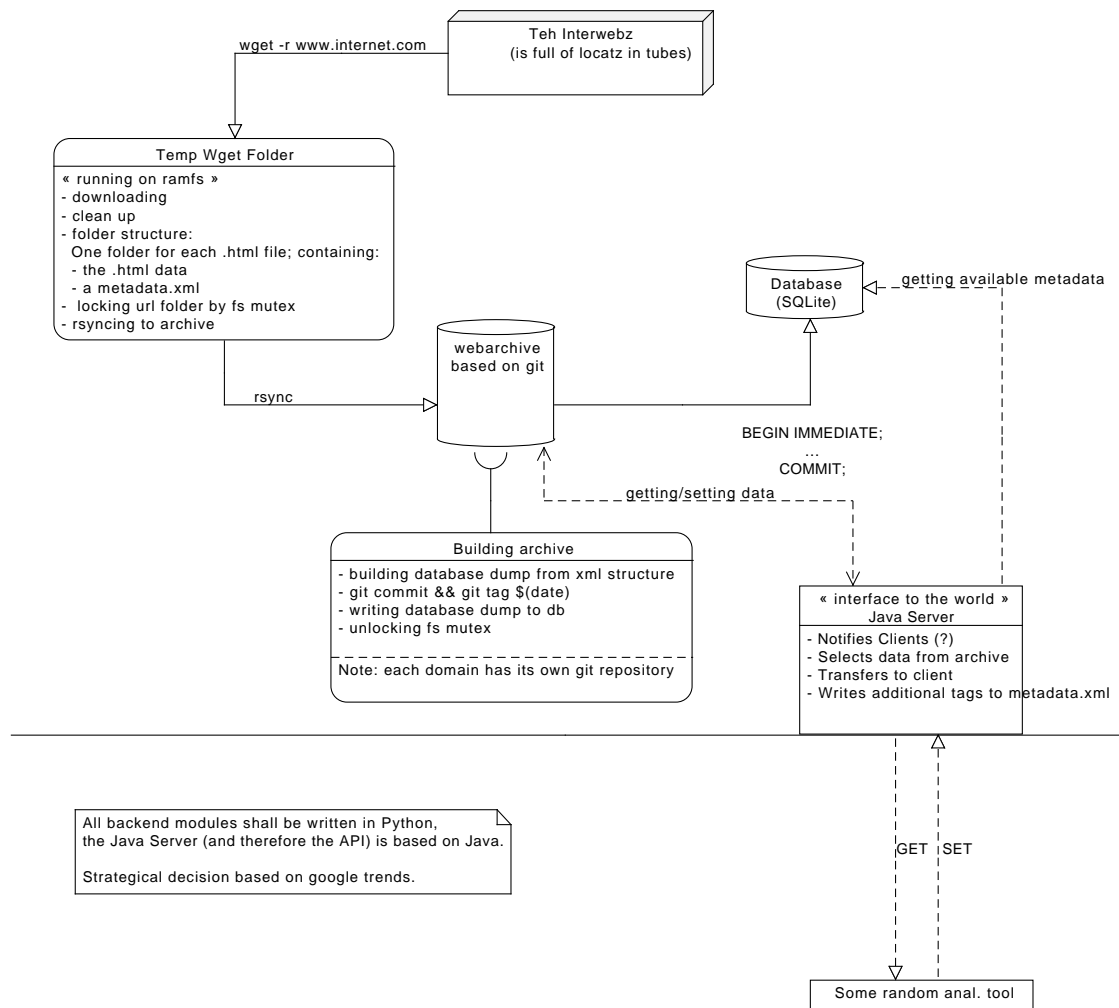 Teh Interwebz
(is full of locatz in tubes)
wget -r www.internet.com
Temp Wget Folder
« running on ramfs »
- downloading
- clean up
- folder structure:
One folder for each .html file; containing:
- the .html data
- a metadata.xml
- locking url folder by fs mutex
- rsyncing to archive
Database
(SQLite)
getting available metadata
webarchive
based on git
rsync
BEGIN IMMEDIATE;
...
COMMIT;
getting/setting data
Building archive
- building database dump from xml structure
- git commit && git tag $(date)
- writing database dump to db
- unlocking fs mutex
Note: each domain has its own git repository
« interface to the world »
Java Server
- Notifies Clients (?)
- Selects data from archive
- Transfers to client
- Writes additional tags to metadata.xml
All backend modules shall be written in Python,
the Java Server (and therefore the API) is based on Java.
Strategical decision based on google trends.
GET
SET
Some random anal. tool